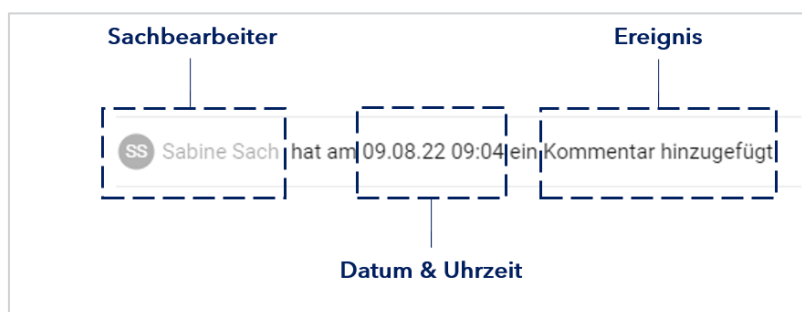 Sachbearbeiter
Ereignis
SS Sabine Sach hat am 09.08.22 09:04 ein Kommentar hinzugefügt
Datum & Uhrzeit